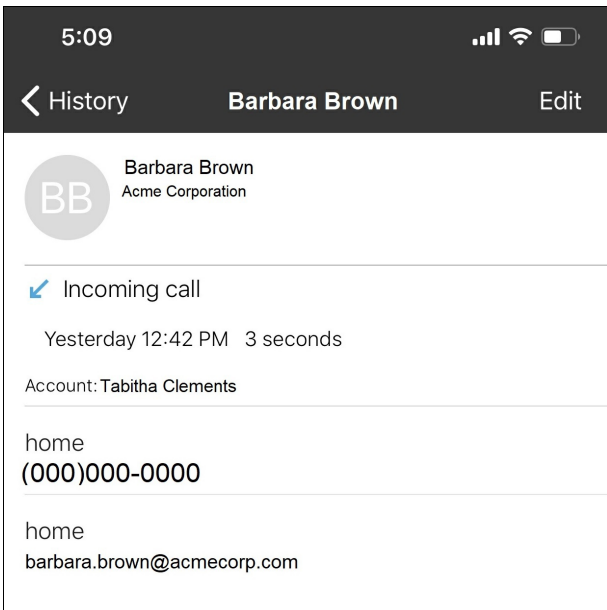 5:09
History Barbara Brown Edit
BB Barbara Brown
Acme Corporation
Incoming call
Yesterday 12:42 PM 3 seconds
Account: Tabitha Clements
home
(000)000-0000
home
barbara.brown@acmecorp.com